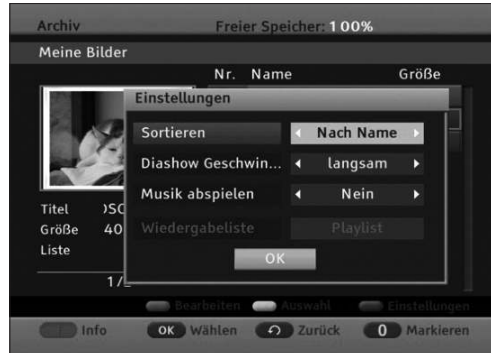 Archiv Freier Speicher: 100%
Meine Bilder
Nr. Name Größe
Einstellungen
Sortieren Nach Name
Diashow Geschwin... langsam
Musik abspielen Nein
Wiedergabeliste Playlist
OK
Titel
Größe 40
Liste
Bearbeiten Auswahl Einstellungen
Info OK Wählen Zurück 0 Markieren